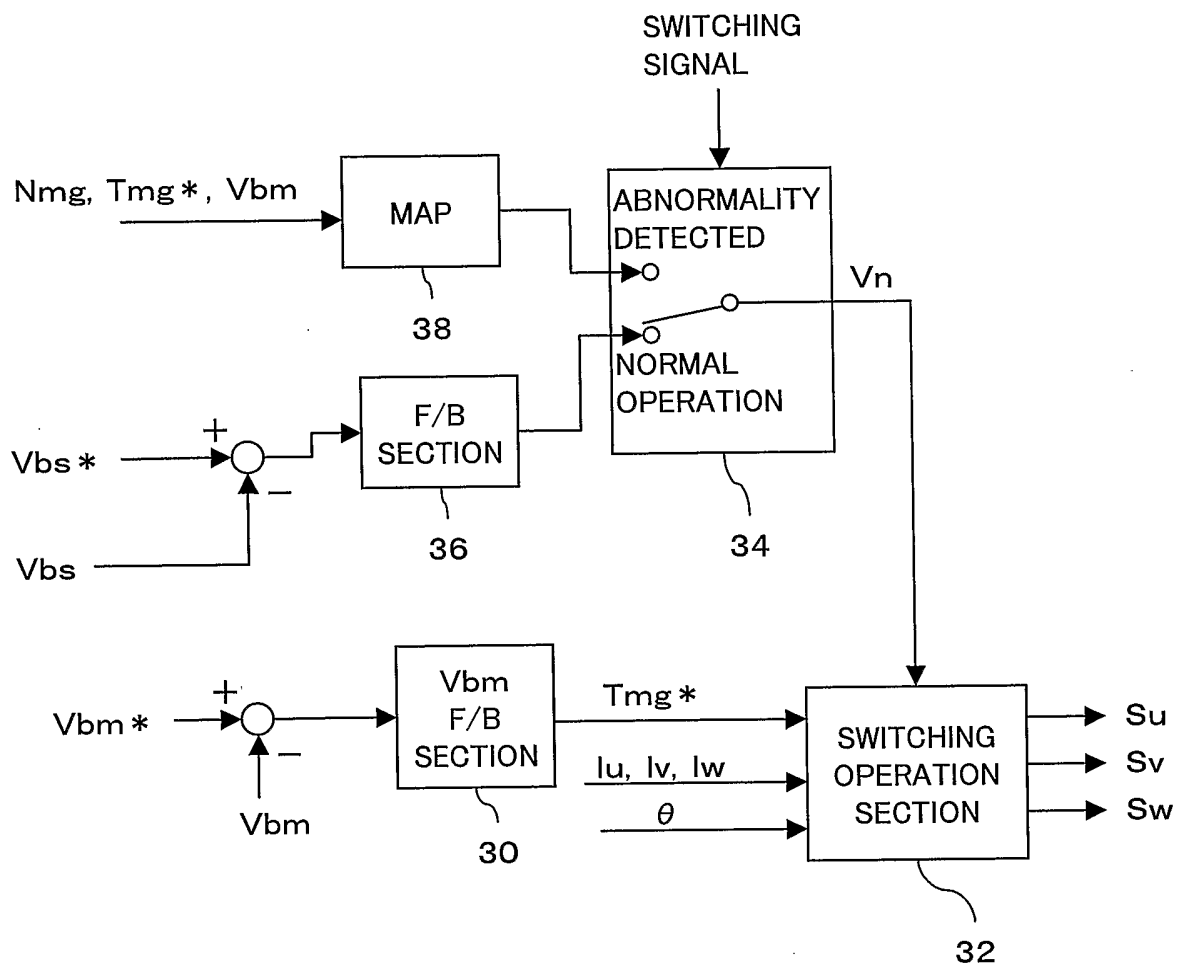 SWITCHING
SIGNAL
Nmg, Tmg*, Vbm
MAP
38
ABNORMALITY
DETECTED
Vn
NORMAL
OPERATION
34
F/B
SECTION
36
+
Vbs*
−
Vbs
Vbm
F/B
SECTION
30
+
Vbm*
−
Vbm
Tmg*
Iu, Iv, Iw
θ
SWITCHING
OPERATION
SECTION
32
Su
Sv
Sw